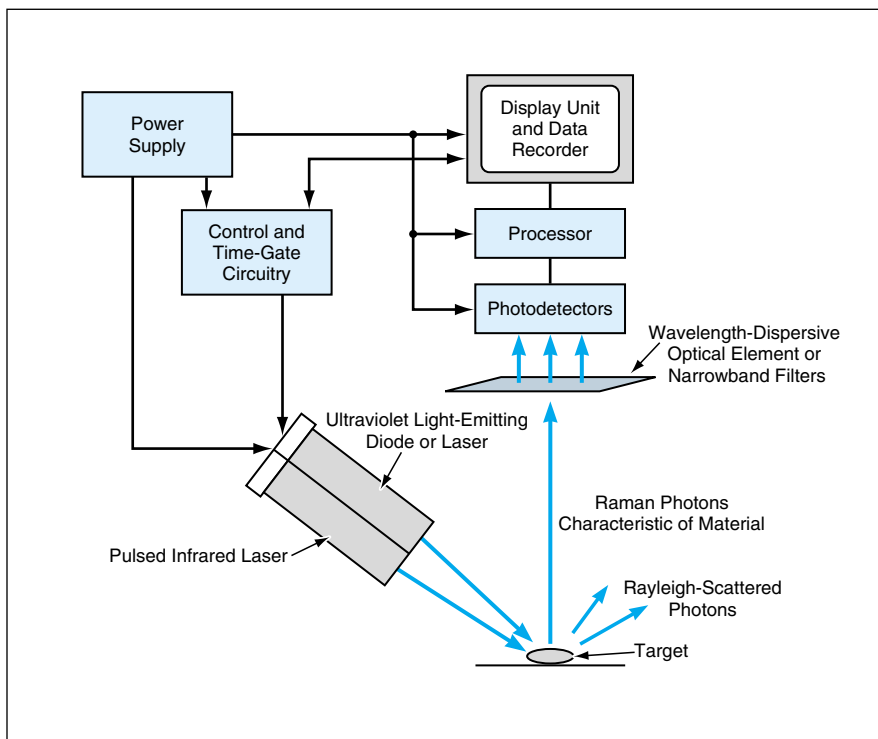 Power
Supply
Display Unit
and Data
Recorder
Control and
Time-Gate
Circuitry
Processor
Photodetectors
Wavelength-Dispersive
Optical Element or
Narrowband Filters
Ultraviolet Light-Emitting
Diode or Laser
Raman Photons
Characteristic of Material
Pulsed Infrared Laser
Rayleigh-Scattered
Photons
Target